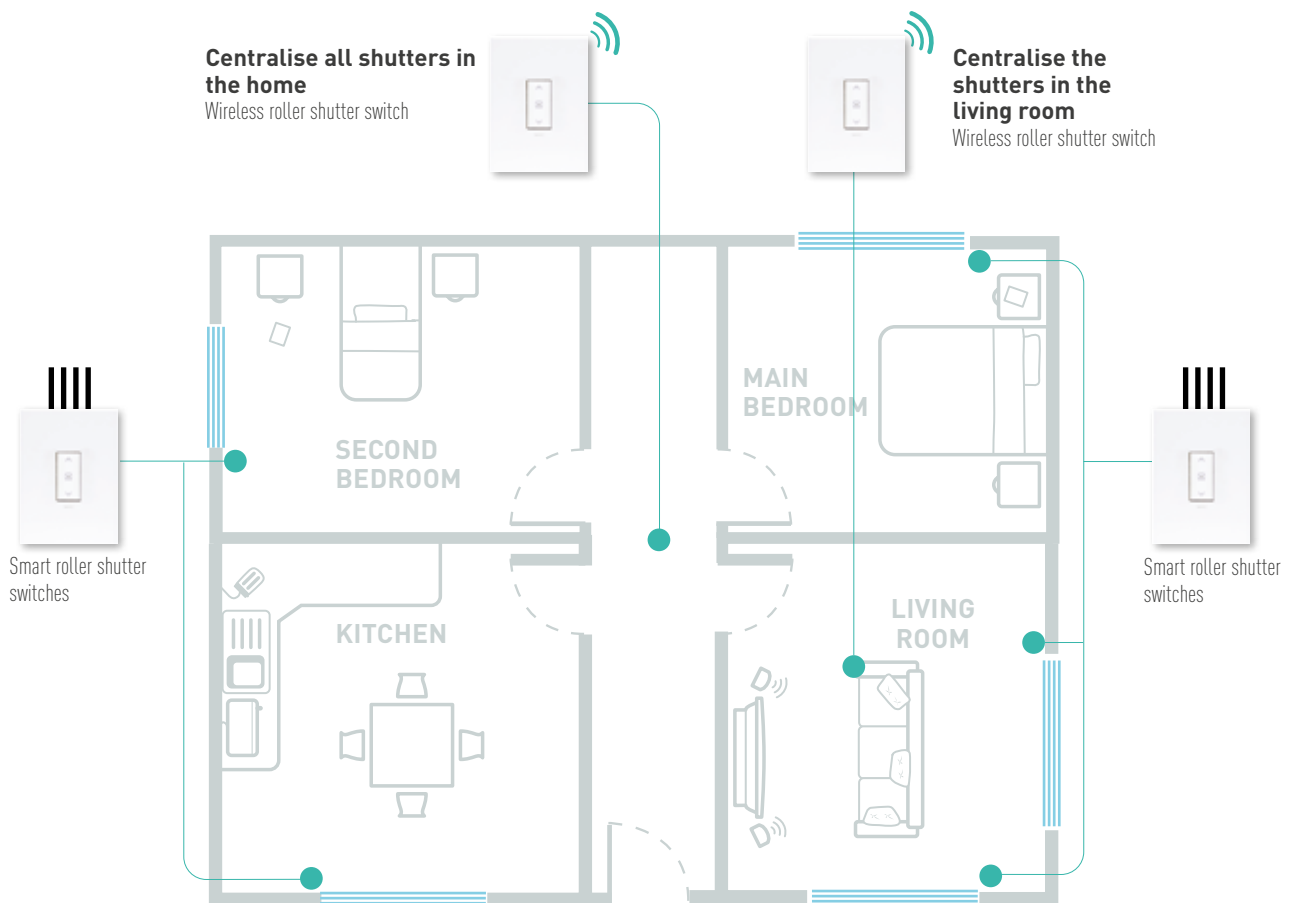 Centralise all shutters in
the home
Wireless roller shutter switch
Centralise the
shutters in the
living room
Wireless roller shutter switch
MAIN
BEDROOM
SECOND
BEDROOM
Smart roller shutter
switches
Smart roller shutter
switches
LIVING
ROOM
KITCHEN